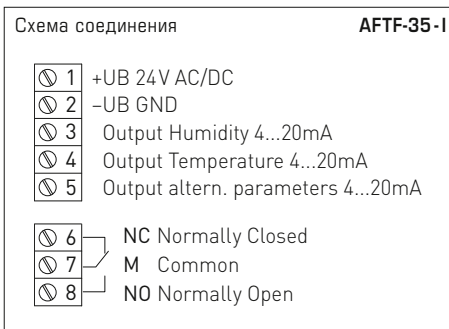 Схема соединения AFTF-35-I
1 +UB 24V AC/DC
2 –UB GND
3 Output Humidity 4...20mA
4 Output Temperature 4...20mA
5 Output altern. parameters 4...20mA
6 NC Normally Closed
7 M Common
8 NO Normally Open